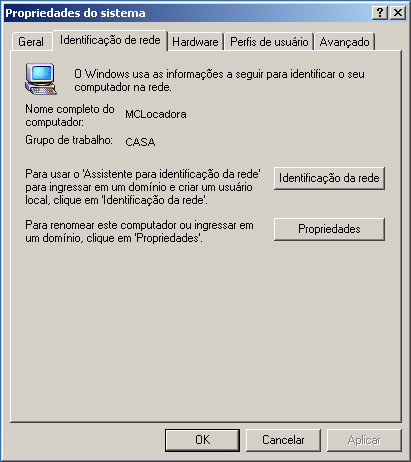 Propriedades do sistema
Geral Identificação de rede Hardware Perfis de usuário Avançado
O Windows usa as informações a seguir para identificar o seu
computador na rede.
Nome completo do
computador: MCLocadora
Grupo de trabalho: CASA
Para usar o 'Assistente para identificação da rede'
para ingressar em um domínio e criar um usuário
local, clique em 'Identificação da rede'.
Identificação da rede
Para renomear este computador ou ingressar em
um domínio, clique em 'Propriedades'.
Propriedades
OK Cancelar Aplicar